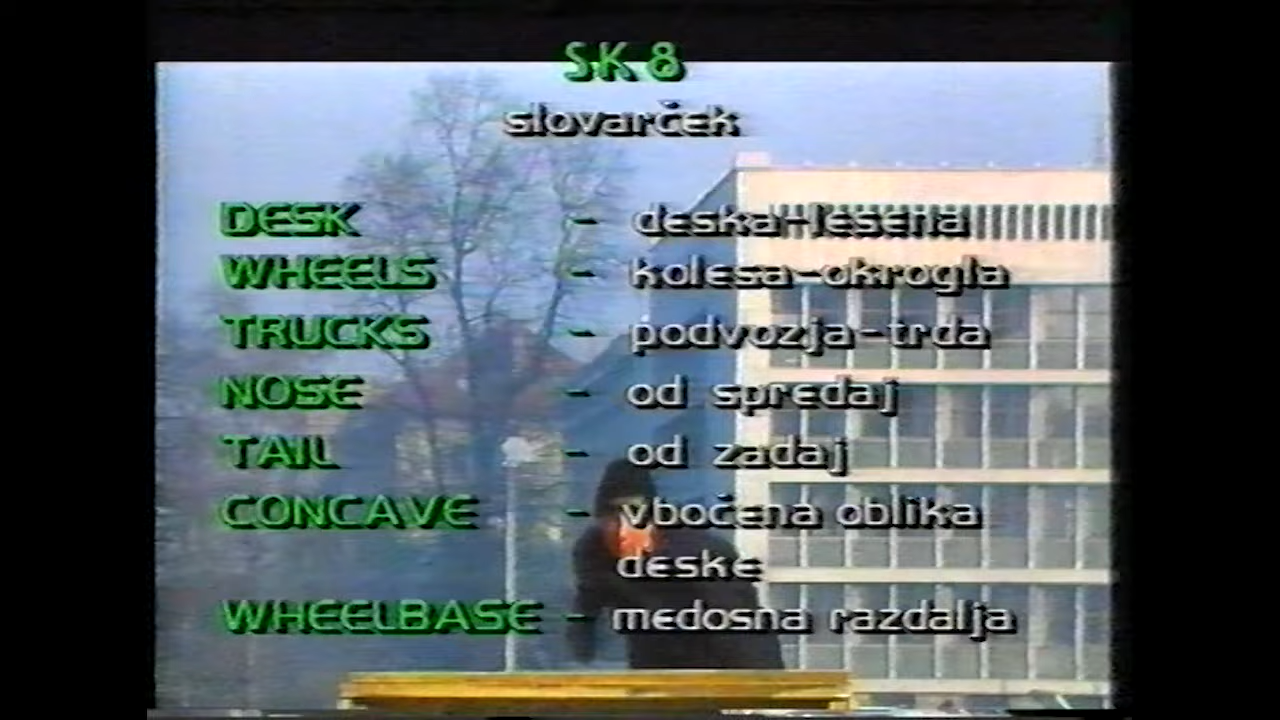 SK 8
slovarček
DESK - deska-lesena
WHEELS - kolesa-okrogla
TRUCKS - podvozja-trda
NOSE - od spredaj
TAIL - od zadaj
CONCAVE - vbočena oblika
deske
WHEELBASE - medosna razdalja